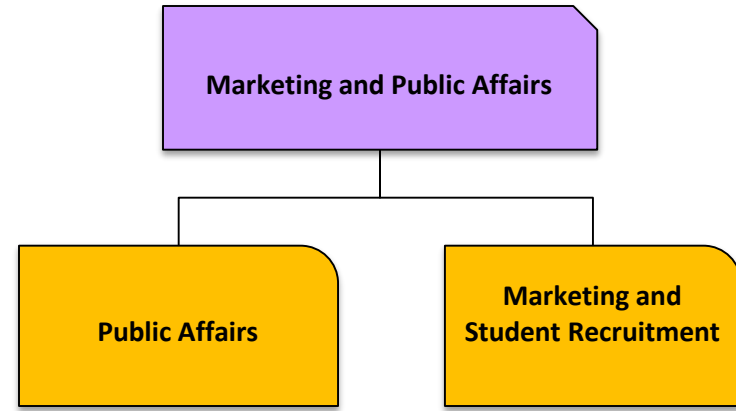 Marketing and Public Affairs
Public Affairs
Marketing and
Student Recruitment